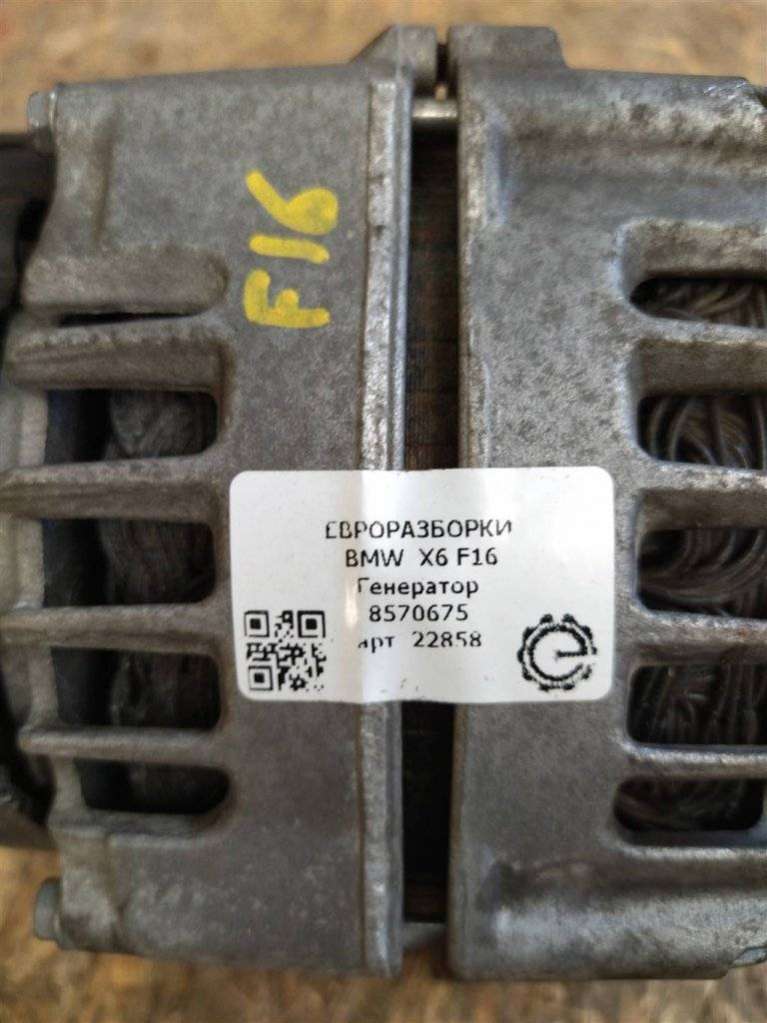 F16
ЕВРОРАЗБОРКИ
BMW X6 F16
Генератор
8570675
арт 22858